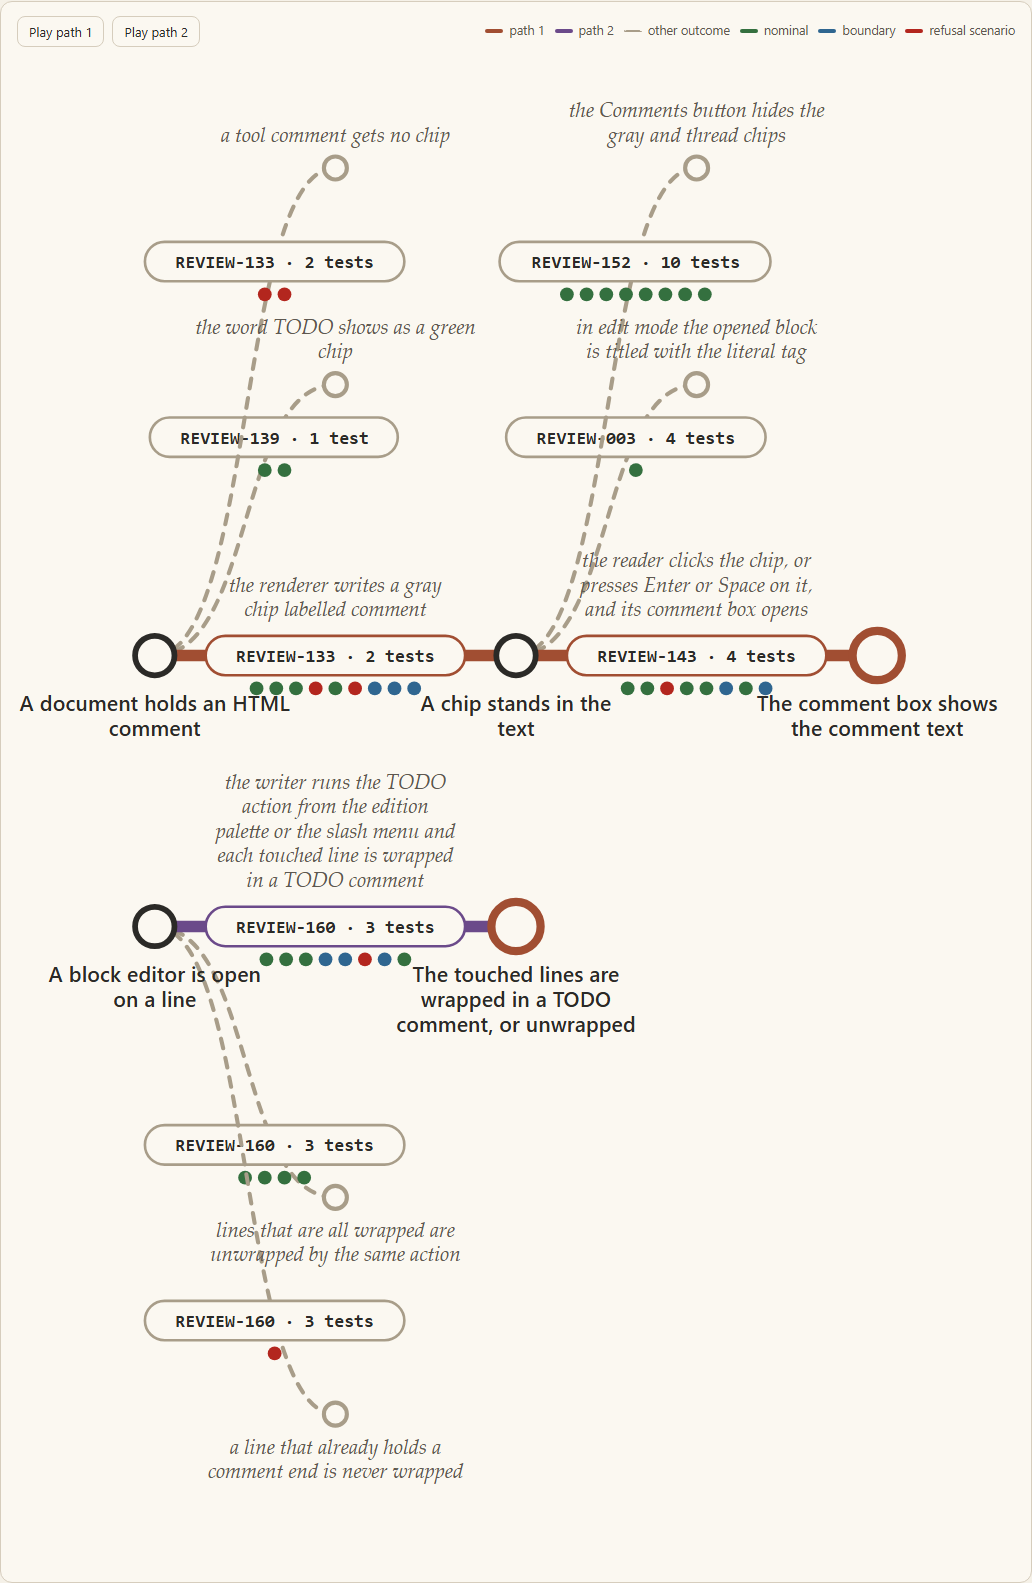 Play path 1
Play path 2
path 1
path 2
other outcome
nominal
boundary
refusal scenario
a tool comment gets no chip
the Comments button hides the
gray and thread chips
REVIEW-133 · 2 tests
REVIEW-152 · 10 tests
the word TODO shows as a green
chip
in edit mode the opened block
is titled with the literal tag
REVIEW-139 · 1 test
REVIEW-003 · 4 tests
the renderer writes a gray
chip labelled comment
the reader clicks the chip, or
presses Enter or Space on it,
and its comment box opens
REVIEW-133 · 2 tests
REVIEW-143 · 4 tests
A document holds an HTML
comment
A chip stands in the
text
The comment box shows
the comment text
the writer runs the TODO
action from the edition
palette or the slash menu and
each touched line is wrapped
in a TODO comment
REVIEW-160 · 3 tests
A block editor is open
on a line
The touched lines are
wrapped in a TODO
comment, or unwrapped
REVIEW-160 · 3 tests
lines that are all wrapped are
unwrapped by the same action
REVIEW-160 · 3 tests
a line that already holds a
comment end is never wrapped